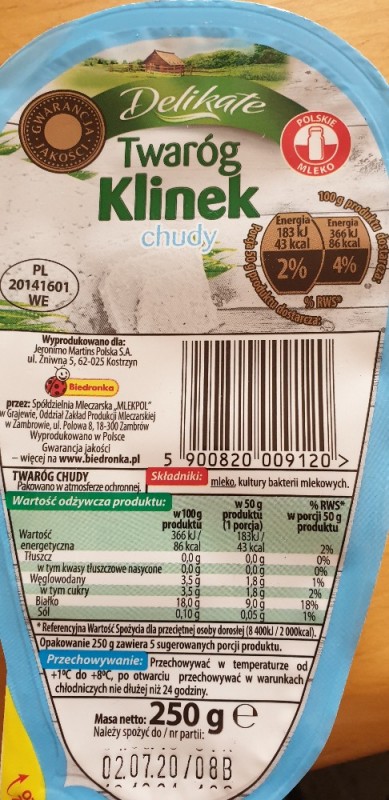 GWARANCJA JAKOŚCI
Delikate
POLSKIE
MLEKO
Twaróg
Klinek
chudy
100 g produktu dostarcza:
Energia
183 kJ
43 kcal
2%
Energia
366 kJ
86 kcal
4%
% RWS*
Porcja 50g produktu dostarcza:
PL
20141601
WE
Wyprodukowano dla:
Jeronimo Martins Polska S.A.
ul. Żniwna 5, 62-025 Kostrzyn
Biedronka
przez: Spółdzielnia Mleczarska „MLEKPOL"
w Grajewie, Oddział Zakład Produkcji Mleczarskiej
w Zambrowie, ul. Polowa 8, 18-300 Zambrów
Wyprodukowano w Polsce
Gwarancja jakości
– więcej na www.biedronka.pl
5 900820 009120 >
TWARÓG CHUDY
Pakowano w atmosferze ochronnej.
Składniki: mleko, kultury bakterii mlekowych.
Wartość odżywcza produktu:
w 100 g produktu
w 50 g produktu (1 porcja)
% RWS* w porcji 50 g produktu
Wartość energetyczna 366 kJ / 86 kcal 183kJ / 43 kcal 2%
Tłuszcz 0,0 g 0,0 g 0%
w tym kwasy tłuszczowe nasycone 0,0 g 0,0 g 0%
Węglowodany 3,5 g 1,8 g 1%
w tym cukry 3,5 g 1,8 g 2%
Białko 18,0 g 9,0 g 18%
Sól 0,10 g 0,05 g 1%
* Referencyjna Wartość Spożycia dla przeciętnej osoby dorosłej (8 400kJ / 2 000kcal).
Opakowanie 250 g zawiera 5 sugerowanych porcji produktu.
Przechowywanie: Przechowywać w temperaturze od
+1°C do +8°C, po otwarciu przechowywać w warunkach
chłodniczych nie dłużej niż 24 godziny.
Masa netto: 250 g e
Należy spożyć do / nr partii:
02.07.20/08B